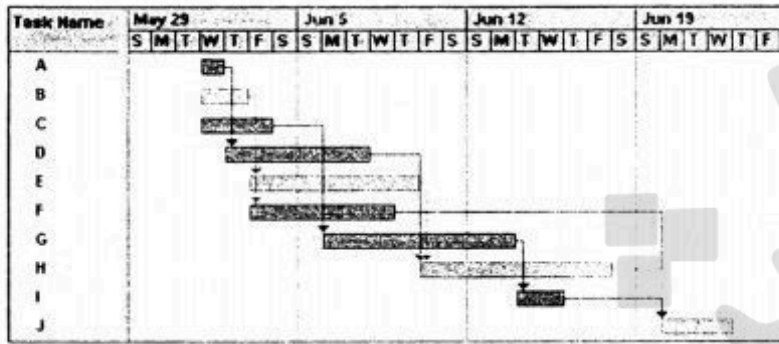 Task Name May 29 Jun 5 Jun 12 Jun 19
S M T W T F S S M T W T F S S M T W T F S S M T W T F
A
B
C
D
E
F
G
H
I
J